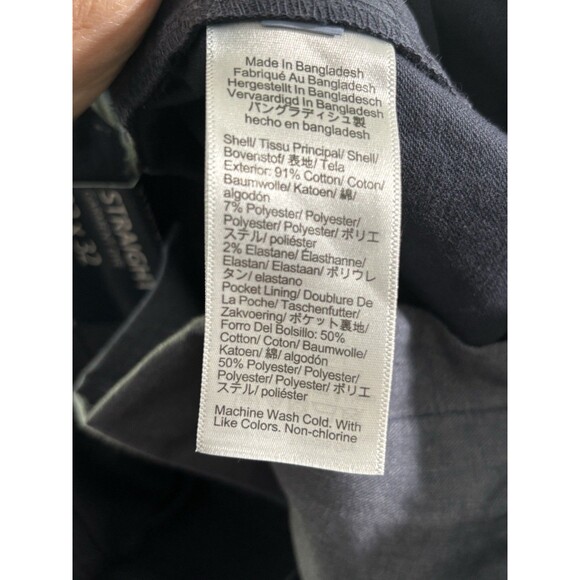 Made In Bangladesh
Fabriqué Au Bangladesh
Hergestellt In Bangladesch
Vervaardigd In Bangladesh
バングラディシュ製
hecho en bangladesh
Shell/ Tissu Principal/ Shell/
Bovenstof/ 表地/ Tela
Exterior: 91% Cotton/ Coton/
Baumwolle/ Katoen/ 綿/
algodón
7% Polyester/ Polyester/
Polyester/ Polyester/ ポリエ
ステル/ poliéster
2% Elastane/ Élasthanne/
Elastan/ Elastaan/ ポリウレ
タン/ elastano
Pocket Lining/ Doublure De
La Poche/ Taschenfutter/
Zakvoering/ ポケット裏地/
Forro Del Bolsillo: 50%
Cotton/ Coton/ Baumwolle/
Katoen/ 綿/ algodón
50% Polyester/ Polyester/
Polyester/ Polyester/ ポリエ
ステル/ poliéster
Machine Wash Cold. With
Like Colors. Non-chlorine
STRAIGHT
x 32